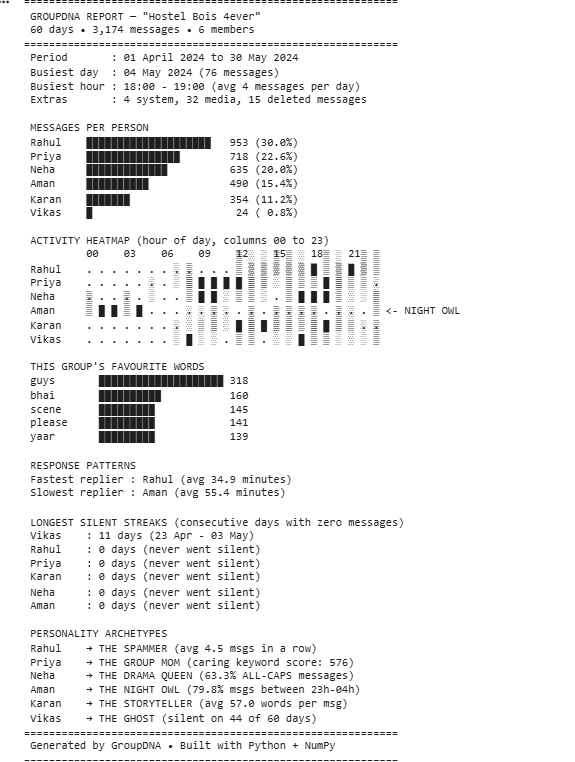 GROUPDNA REPORT — "Hostel Bois 4ever"
60 days • 3,174 messages • 6 members
Period : 01 April 2024 to 30 May 2024
Busiest day : 04 May 2024 (76 messages)
Busiest hour : 18:00 - 19:00 (avg 4 messages per day)
Extras : 4 system, 32 media, 15 deleted messages
MESSAGES PER PERSON
Rahul 953 (30.0%)
Priya 718 (22.6%)
Neha 635 (20.0%)
Aman 490 (15.4%)
Karan 354 (11.2%)
Vikas 24 ( 0.8%)
ACTIVITY HEATMAP (hour of day, columns 00 to 23)
00 03 06 09 12 15 18 21
Rahul
Priya
Neha
Aman <- NIGHT OWL
Karan
Vikas
THIS GROUP'S FAVOURITE WORDS
guys 318
bhai 160
scene 145
please 141
yaar 139
RESPONSE PATTERNS
Fastest replier : Rahul (avg 34.9 minutes)
Slowest replier : Aman (avg 55.4 minutes)
LONGEST SILENT STREAKS (consecutive days with zero messages)
Vikas : 11 days (23 Apr - 03 May)
Rahul : 0 days (never went silent)
Priya : 0 days (never went silent)
Karan : 0 days (never went silent)
Neha : 0 days (never went silent)
Aman : 0 days (never went silent)
PERSONALITY ARCHETYPES
Rahul → THE SPAMMER (avg 4.5 msgs in a row)
Priya → THE GROUP MOM (caring keyword score: 576)
Neha → THE DRAMA QUEEN (63.3% ALL-CAPS messages)
Aman → THE NIGHT OWL (79.8% msgs between 23h-04h)
Karan → THE STORYTELLER (avg 57.0 words per msg)
Vikas → THE GHOST (silent on 44 of 60 days)
Generated by GroupDNA • Built with Python + NumPy